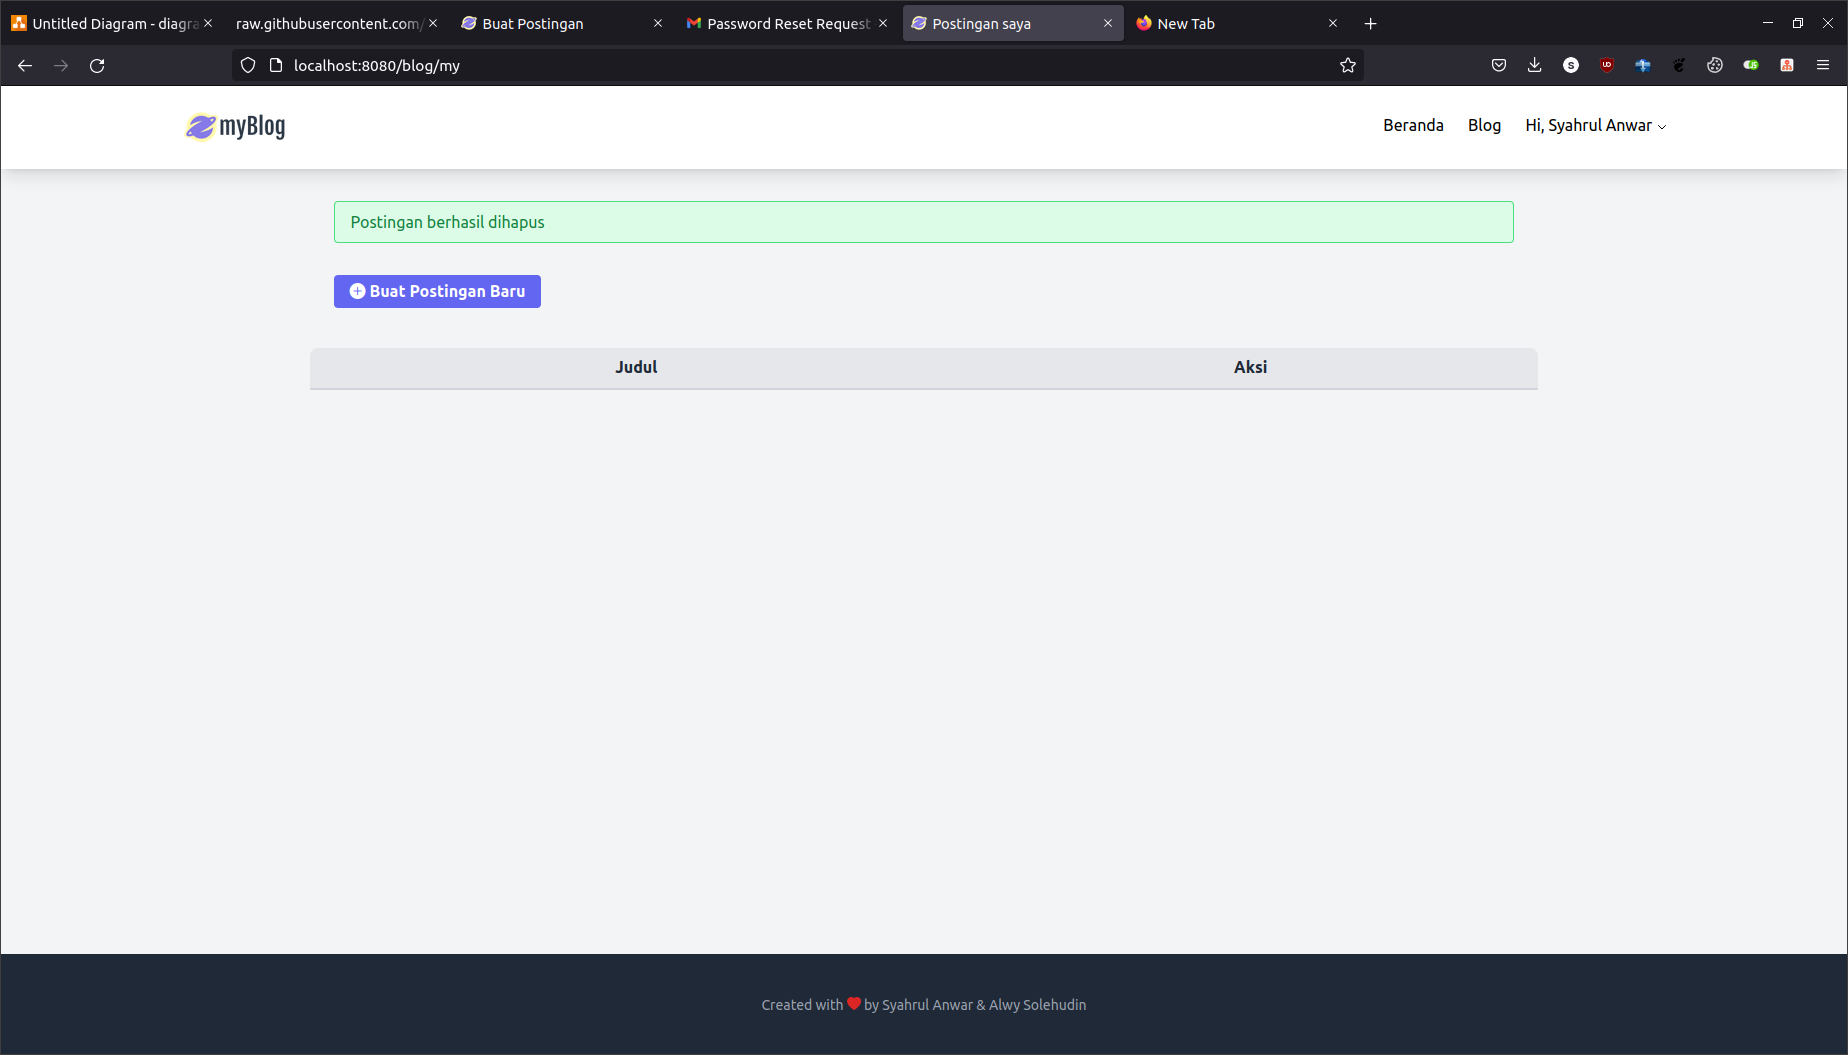 Untitled Diagram - diagra
raw.githubusercontent.com/
Buat Postingan
Password Reset Request
Postingan saya
New Tab
localhost:8080/blog/my
S
myBlog
Beranda
Blog
Hi, Syahrul Anwar
Postingan berhasil dihapus
Buat Postingan Baru
Judul Aksi
Created with by Syahrul Anwar & Alwy Solehudin